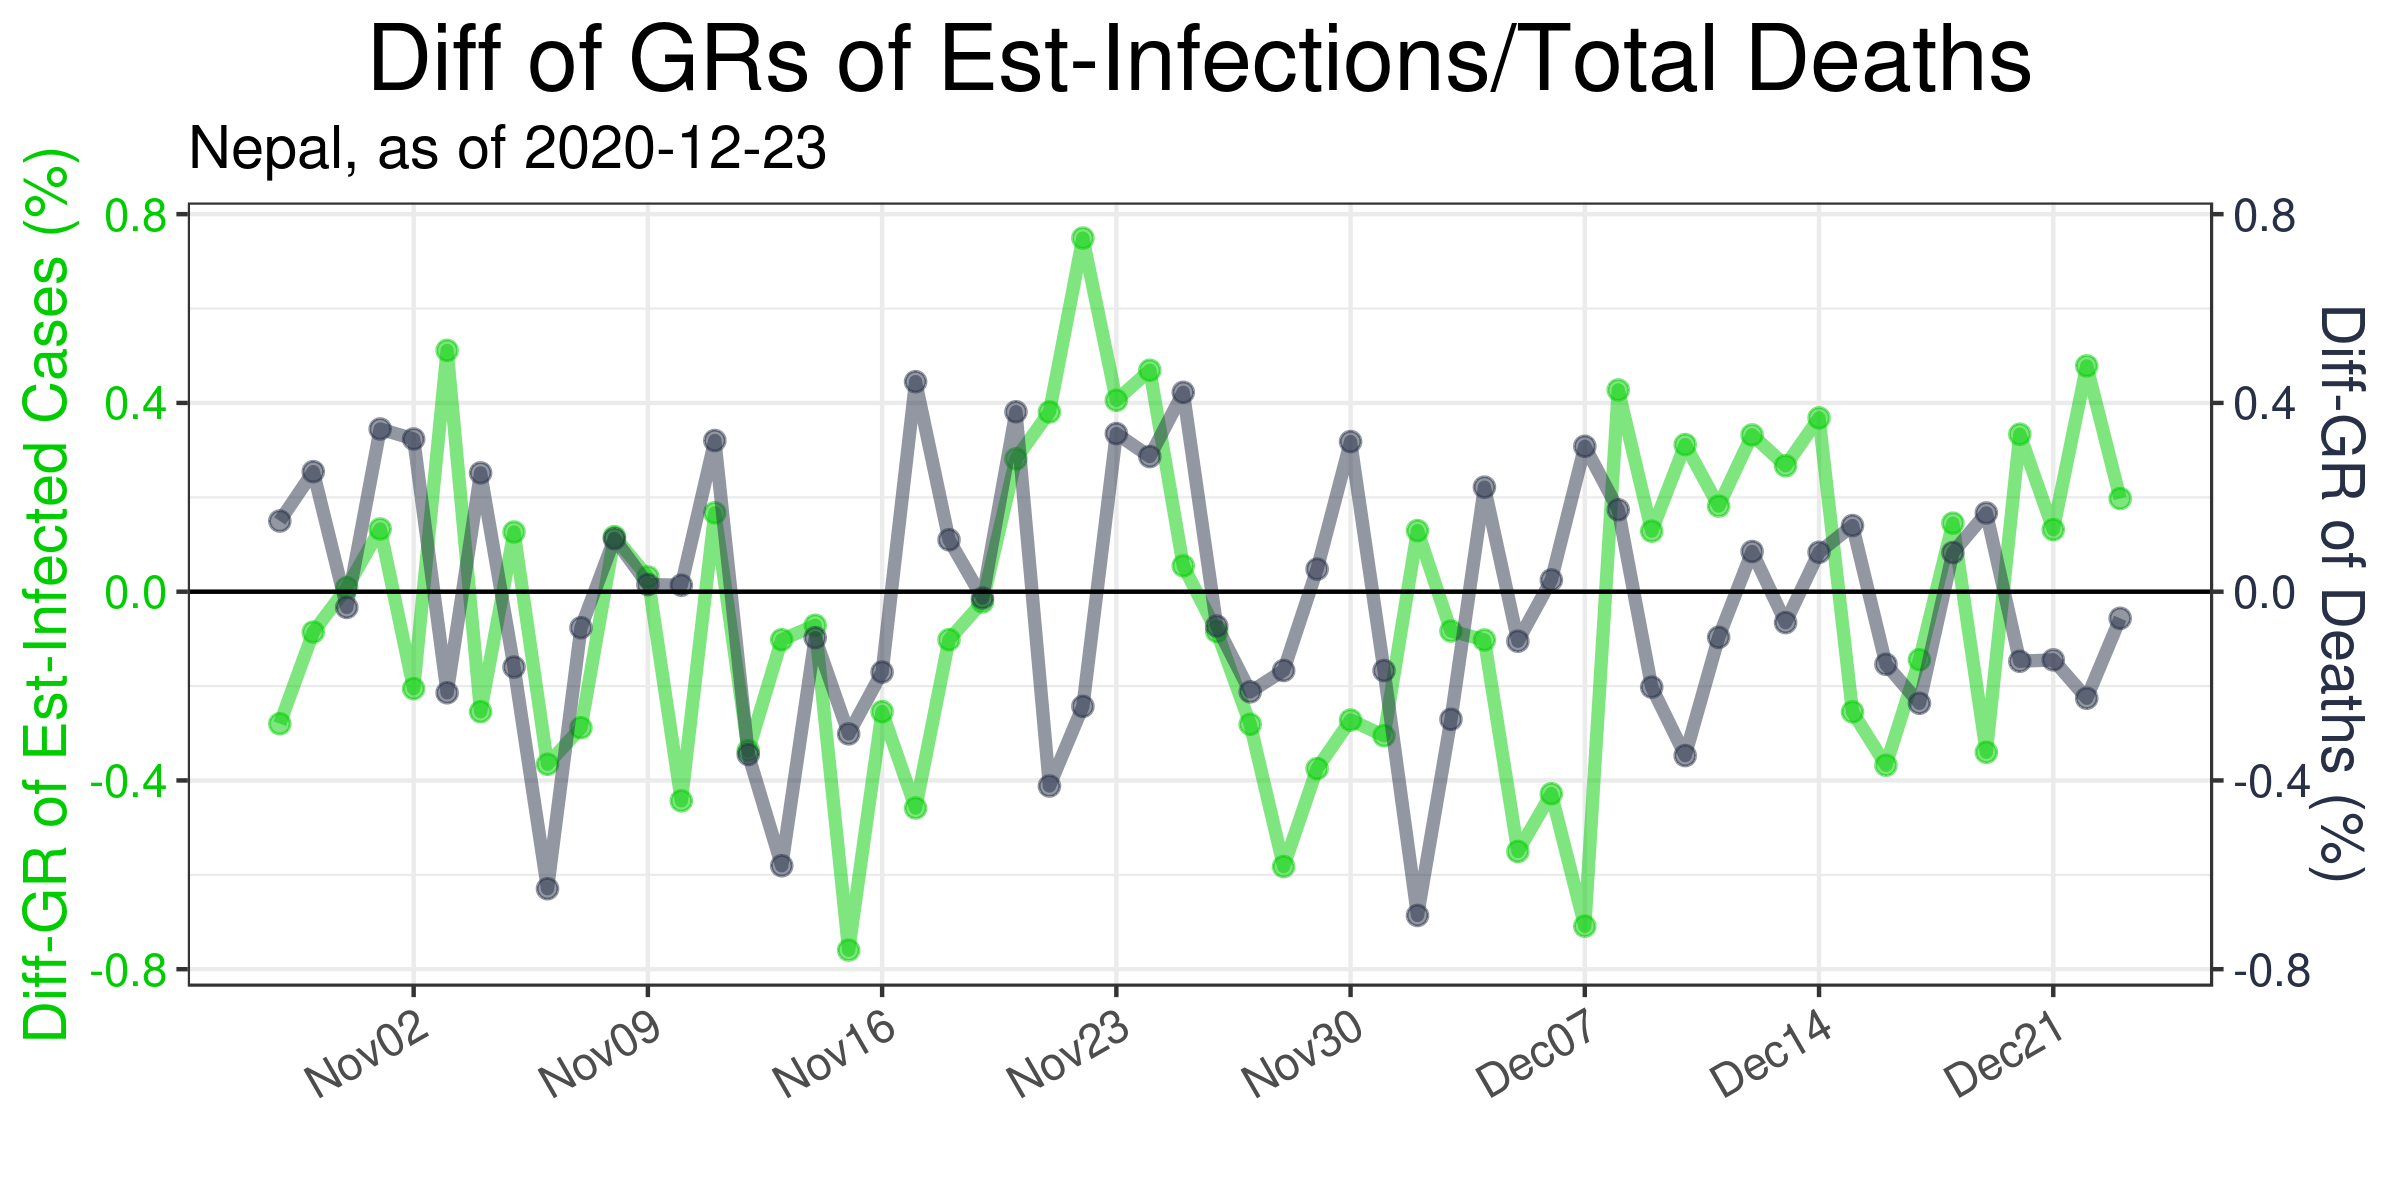 Diff of GRs of Est-Infections/Total Deaths
Nepal, as of 2020-12-23
Diff-GR of Est-Infected Cases (%)
0.8
0.4
0.0
-0.4
-0.8
0.8
0.4
0.0
-0.4
-0.8
Diff-GR of Deaths (%)
Nov02 Nov09 Nov16 Nov23 Nov30 Dec07 Dec14 Dec21